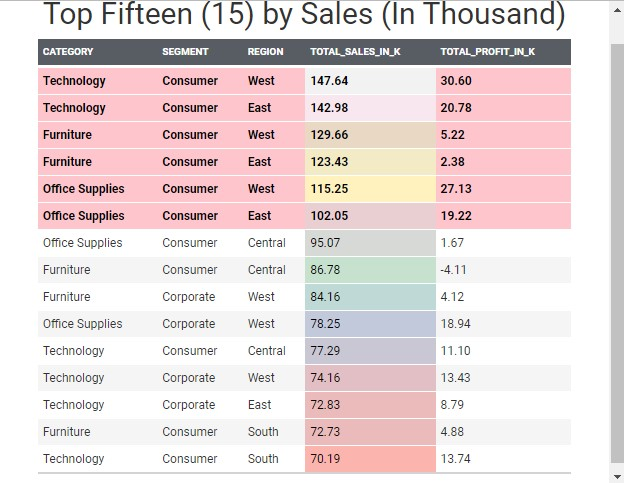 Top Fifteen (15) by Sales (In Thousand)
CATEGORY SEGMENT REGION TOTAL_SALES_IN_K TOTAL_PROFIT_IN_K
Technology Consumer West 147.64 30.60
Technology Consumer East 142.98 20.78
Furniture Consumer West 129.66 5.22
Furniture Consumer East 123.43 2.38
Office Supplies Consumer West 115.25 27.13
Office Supplies Consumer East 102.05 19.22
Office Supplies Consumer Central 95.07 1.67
Furniture Consumer Central 86.78 -4.11
Furniture Corporate West 84.16 4.12
Office Supplies Corporate West 78.25 18.94
Technology Consumer Central 77.29 11.10
Technology Corporate West 74.16 13.43
Technology Corporate East 72.83 8.79
Furniture Consumer South 72.73 4.88
Technology Consumer South 70.19 13.74